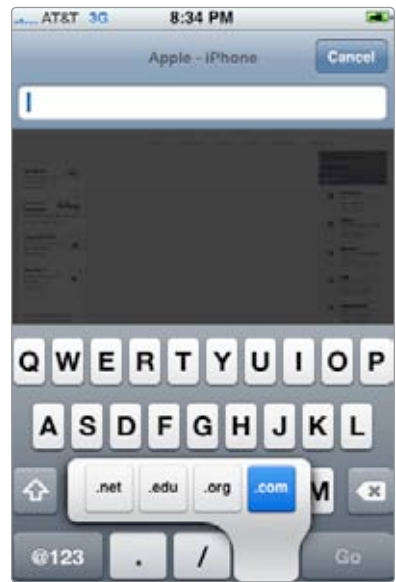 AT&T 3G 8:34 PM
Apple - iPhone Cancel
Q W E R T Y U I O P
A S D F G H J K L
.net .edu .org .com M
@123 . / Go